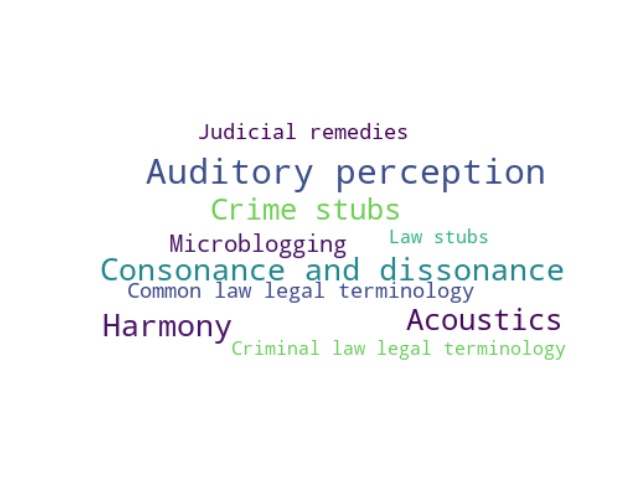 Judicial remedies
Auditory perception
Crime stubs
Law stubs
Microblogging
Consonance and dissonance
Common law legal terminology
Harmony
Acoustics
Criminal law legal terminology